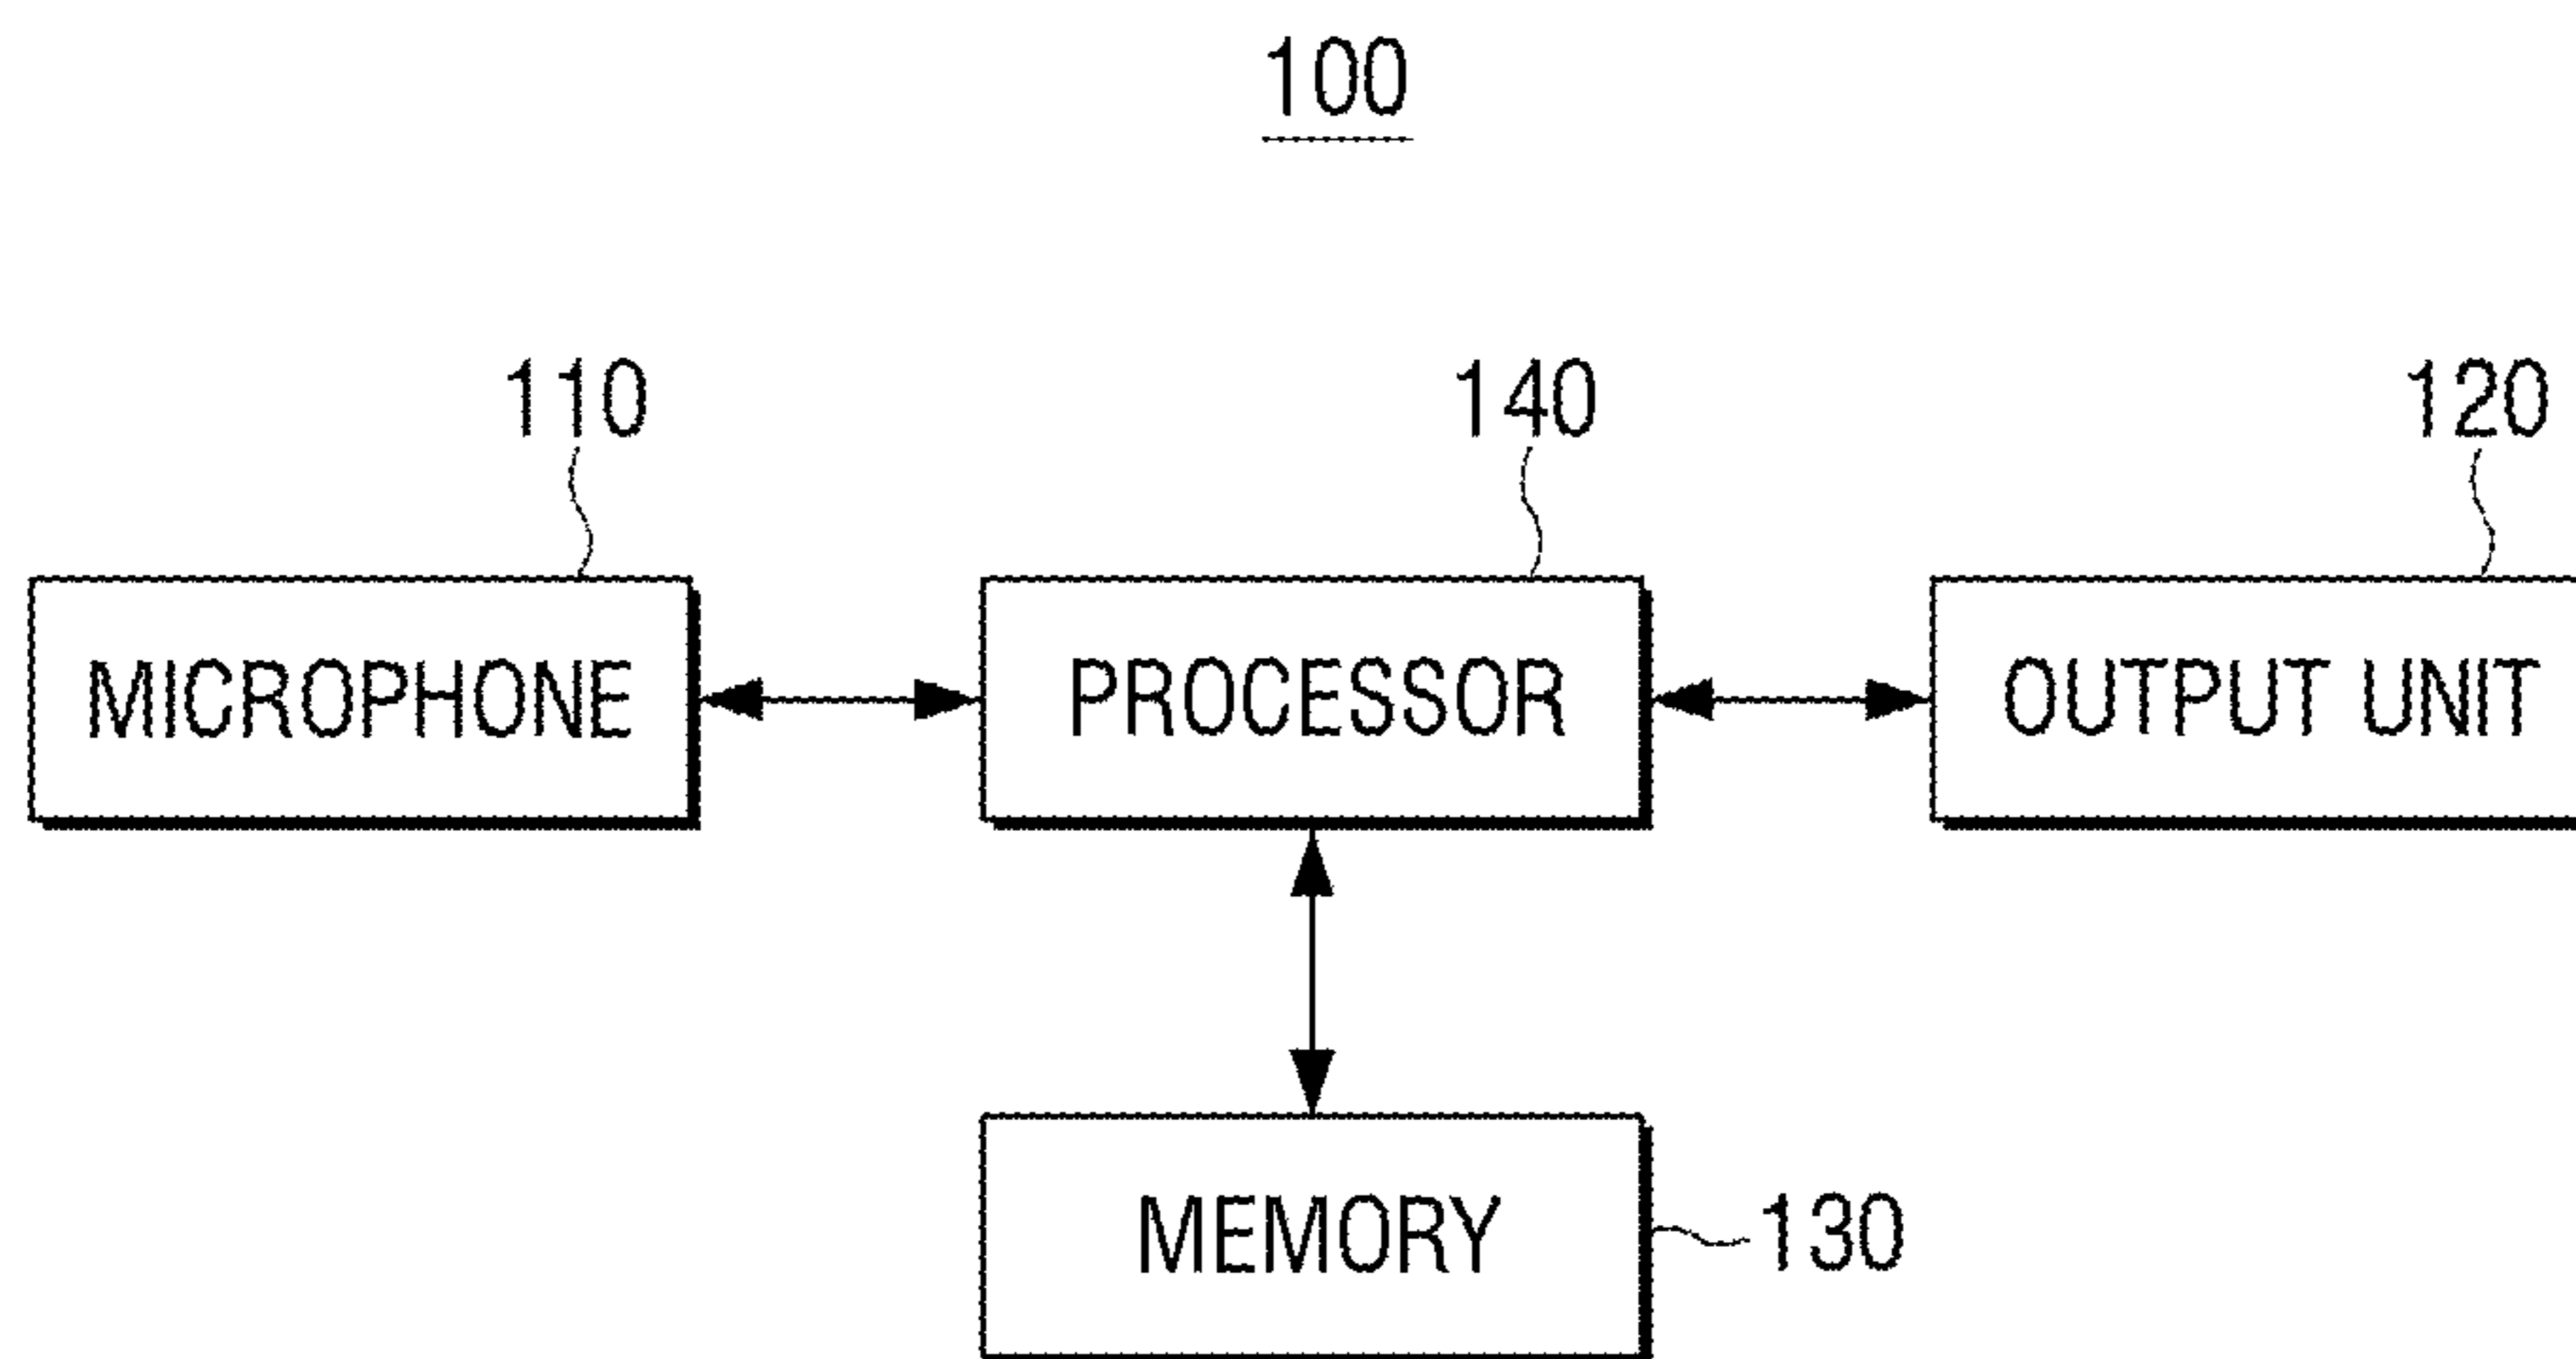 100
110
140
120
MICROPHONE
PROCESSOR
OUTPUT UNIT
MEMORY
130